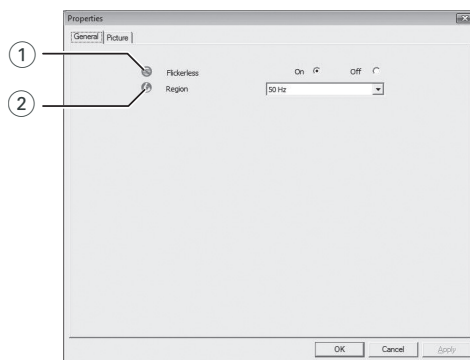 Properties
General Picture
1 Flickerless On Off
2 Region 50 Hz
OK Cancel Apply